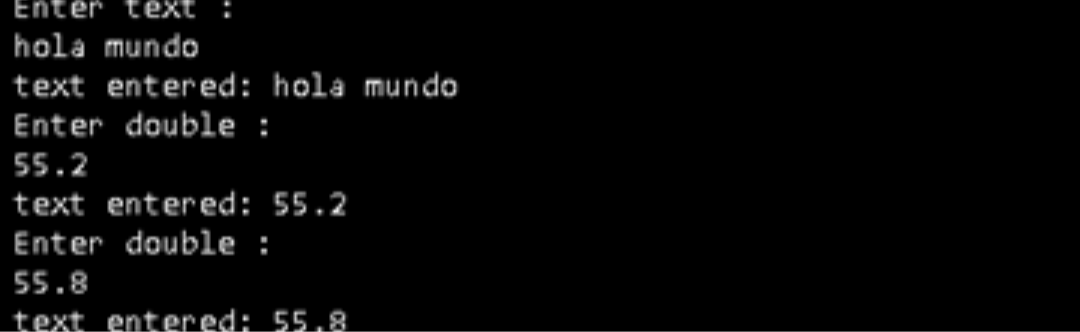 Enter text :
hola mundo
text entered: hola mundo
Enter double :
55.2
text entered: 55.2
Enter double :
55.8
text entered: 55.8